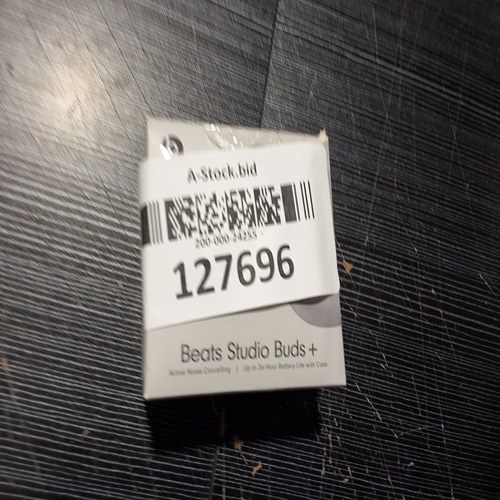 A-Stock.bid
200-000-24255
127696
Beats Studio Buds +
Active Noise Cancelling | Up to 36-Hour Battery Life with Case